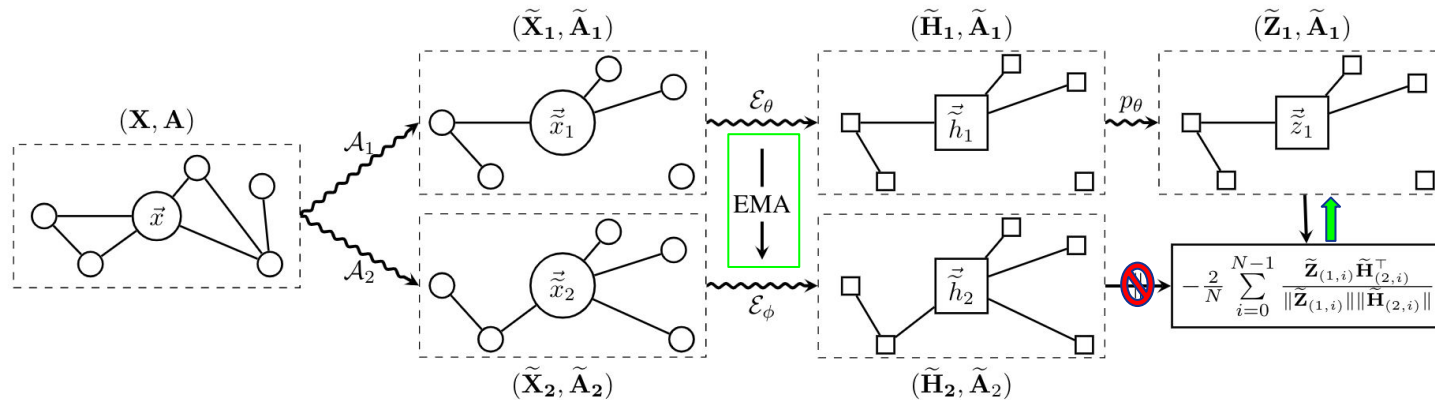 (X, A)
x⃗
𝒜₁
𝒜₂
(X̃₁, Ã₁)
x̃⃗₁
(X̃₂, Ã₂)
x̃⃗₂
ℰ_θ
EMA
ℰ_ϕ
(H̃₁, Ã₁)
h̃⃗₁
(H̃₂, Ã₂)
h̃⃗₂
p_θ
(Z̃₁, Ã₁)
z̃⃗₁
−2/N ∑_{i=0}^{N−1} Z̃_(1,i) H̃^⊤_(2,i) / ‖Z̃_(1,i)‖‖H̃_(2,i)‖